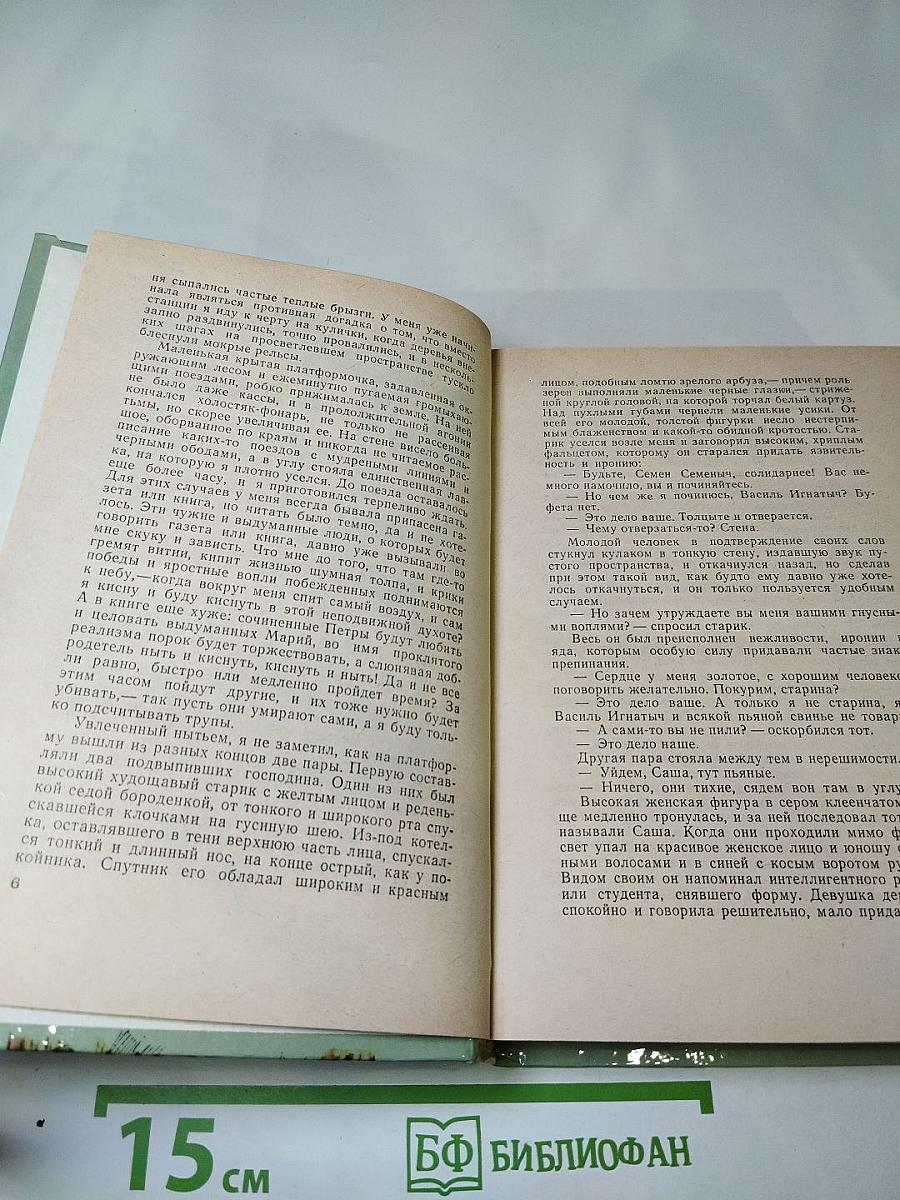 ня сыпались частые теплые брызги. У меня уже начи-
нала являться противная догадка о том, что вместо
станции я иду к черту на кулички, когда деревья вне-
запно раздвинулись, точно провалились, и в несколь-
ких шагах на просветлевшем пространстве тускло
блеснули мокрые рельсы.
Маленькая крытая платформочка, задавленная ок-
ружающим лесом и ежеминутно пугаемая громыхаю-
щими поездами, робко прижималась к земле. На ней
не было даже кассы, и в продолжительной агонии
кончался холостяк-фонарь, не только не рассеивая
тьмы, но скорее увеличивая ее. На стене висело боль-
шое, оборванное по краям и никогда не читаемое рас-
писание каких-то поездов с мудреными линиями и
черными ободами, а в углу стояла единственная лав-
ка, на которую я плотно уселся. До поезда оставалось
еще более часу, и я приготовился терпеливо ждать.
Для этих случаев у меня всегда бывала припасена га-
зета или книга, но читать было темно, да и не хоте-
лось. Эти чужие и выдуманные люди, о которых будет
говорить газета или книга, давно уже вызывали во
мне скуку и зависть. Что мне до того, что там где-то
гремят витии, кипит жизнью шумная толпа, и крики
победы и яростные вопли побежденных поднимаются
к небу,—когда вокруг меня спит самый воздух, и сам
я кисну и буду киснуть в этой неподвижной духоте?
А в книге еще хуже: сочиненные Петры будут любить
и целовать выдуманных Марий, во имя проклятого
реализма порок будет торжествовать, а слюнявая доб-
родетель ныть и киснуть, киснуть и ныть! Да и не все
ли равно, быстро или медленно пройдет время? За
этим часом пойдут другие, и их тоже нужно будет
убивать,— так пусть они умирают сами, а я буду толь-
ко подсчитывать трупы.
Увлеченный нытьем, я не заметил, как на платфор-
му вышли из разных концов две пары. Первую состав-
ляли два подвыпивших господина. Один из них был
высокий худощавый старик с желтым лицом и редень-
кой седой бороденкой, от тонкого и широкого рта спу-
скавшейся клочками на гусиную шею. Из-под котел-
ка, оставлявшего в тени верхнюю часть лица, спускал-
ся тонкий и длинный нос, на конце острый, как у по-
койника. Спутник его обладал широким и красным
6
лицом, подобным ломтю зрелого арбуза,— причем роль
зерен выполняли маленькие черные глазки,— стриже-
ной круглой головой, на которой торчал белый картуз.
Над пухлыми губами чернели маленькие усики. От
всей его молодой, толстой фигурки несло нестерпи-
мым блаженством и какой-то обидной кротостью. Ста-
рик уселся возле меня и заговорил высоким, хриплым
фальцетом, которому он старался придать язвитель-
ность и иронию:
— Будьте, Семен Семеныч, солидарнее! Вас не-
много намочило, вы и починяйтесь.
— Но чем же я починюсь, Василь Игнатыч? Бу-
фета нет.
— Это дело ваше. Толцыте и отверзется.
— Чему отверзаться-то? Стена.
Молодой человек в подтверждение своих слов
стукнул кулаком в тонкую стену, издавшую звук пу-
стого пространства, и откачнулся назад, но сделав
при этом такой вид, как будто ему давно уже хоте-
лось откачнуться, и он только пользуется удобным
случаем.
— Но зачем утруждаете вы меня вашими гнусны-
ми воплями? — спросил старик.
Весь он был преисполнен вежливости, иронии и
яда, которым особую силу придавали частые знак
препинания.
— Сердце у меня золотое, с хорошим человеко
поговорить желательно. Покурим, старина?
— Это дело ваше. А только я не старина, я
Василь Игнатыч и всякой пьяной свинье не товар
— А сами-то вы не пили? — оскорбился тот.
— Это дело наше.
Другая пара стояла между тем в нерешимости.
— Уйдем, Саша, тут пьяные.
— Ничего, они тихие, сядем вон там в углу
Высокая женская фигура в сером клеенчатом
ще медленно тронулась, и за ней последовал тот
называли Саша. Когда они проходили мимо ф
свет упал на красивое женское лицо и юношу с
ными волосами и в синей с косым воротом ру
Видом своим он напоминал интеллигентного р
или студента, снявшего форму. Девушка де
спокойно и говорила решительно, мало прида
15 см
БФ БИБЛИОФАН